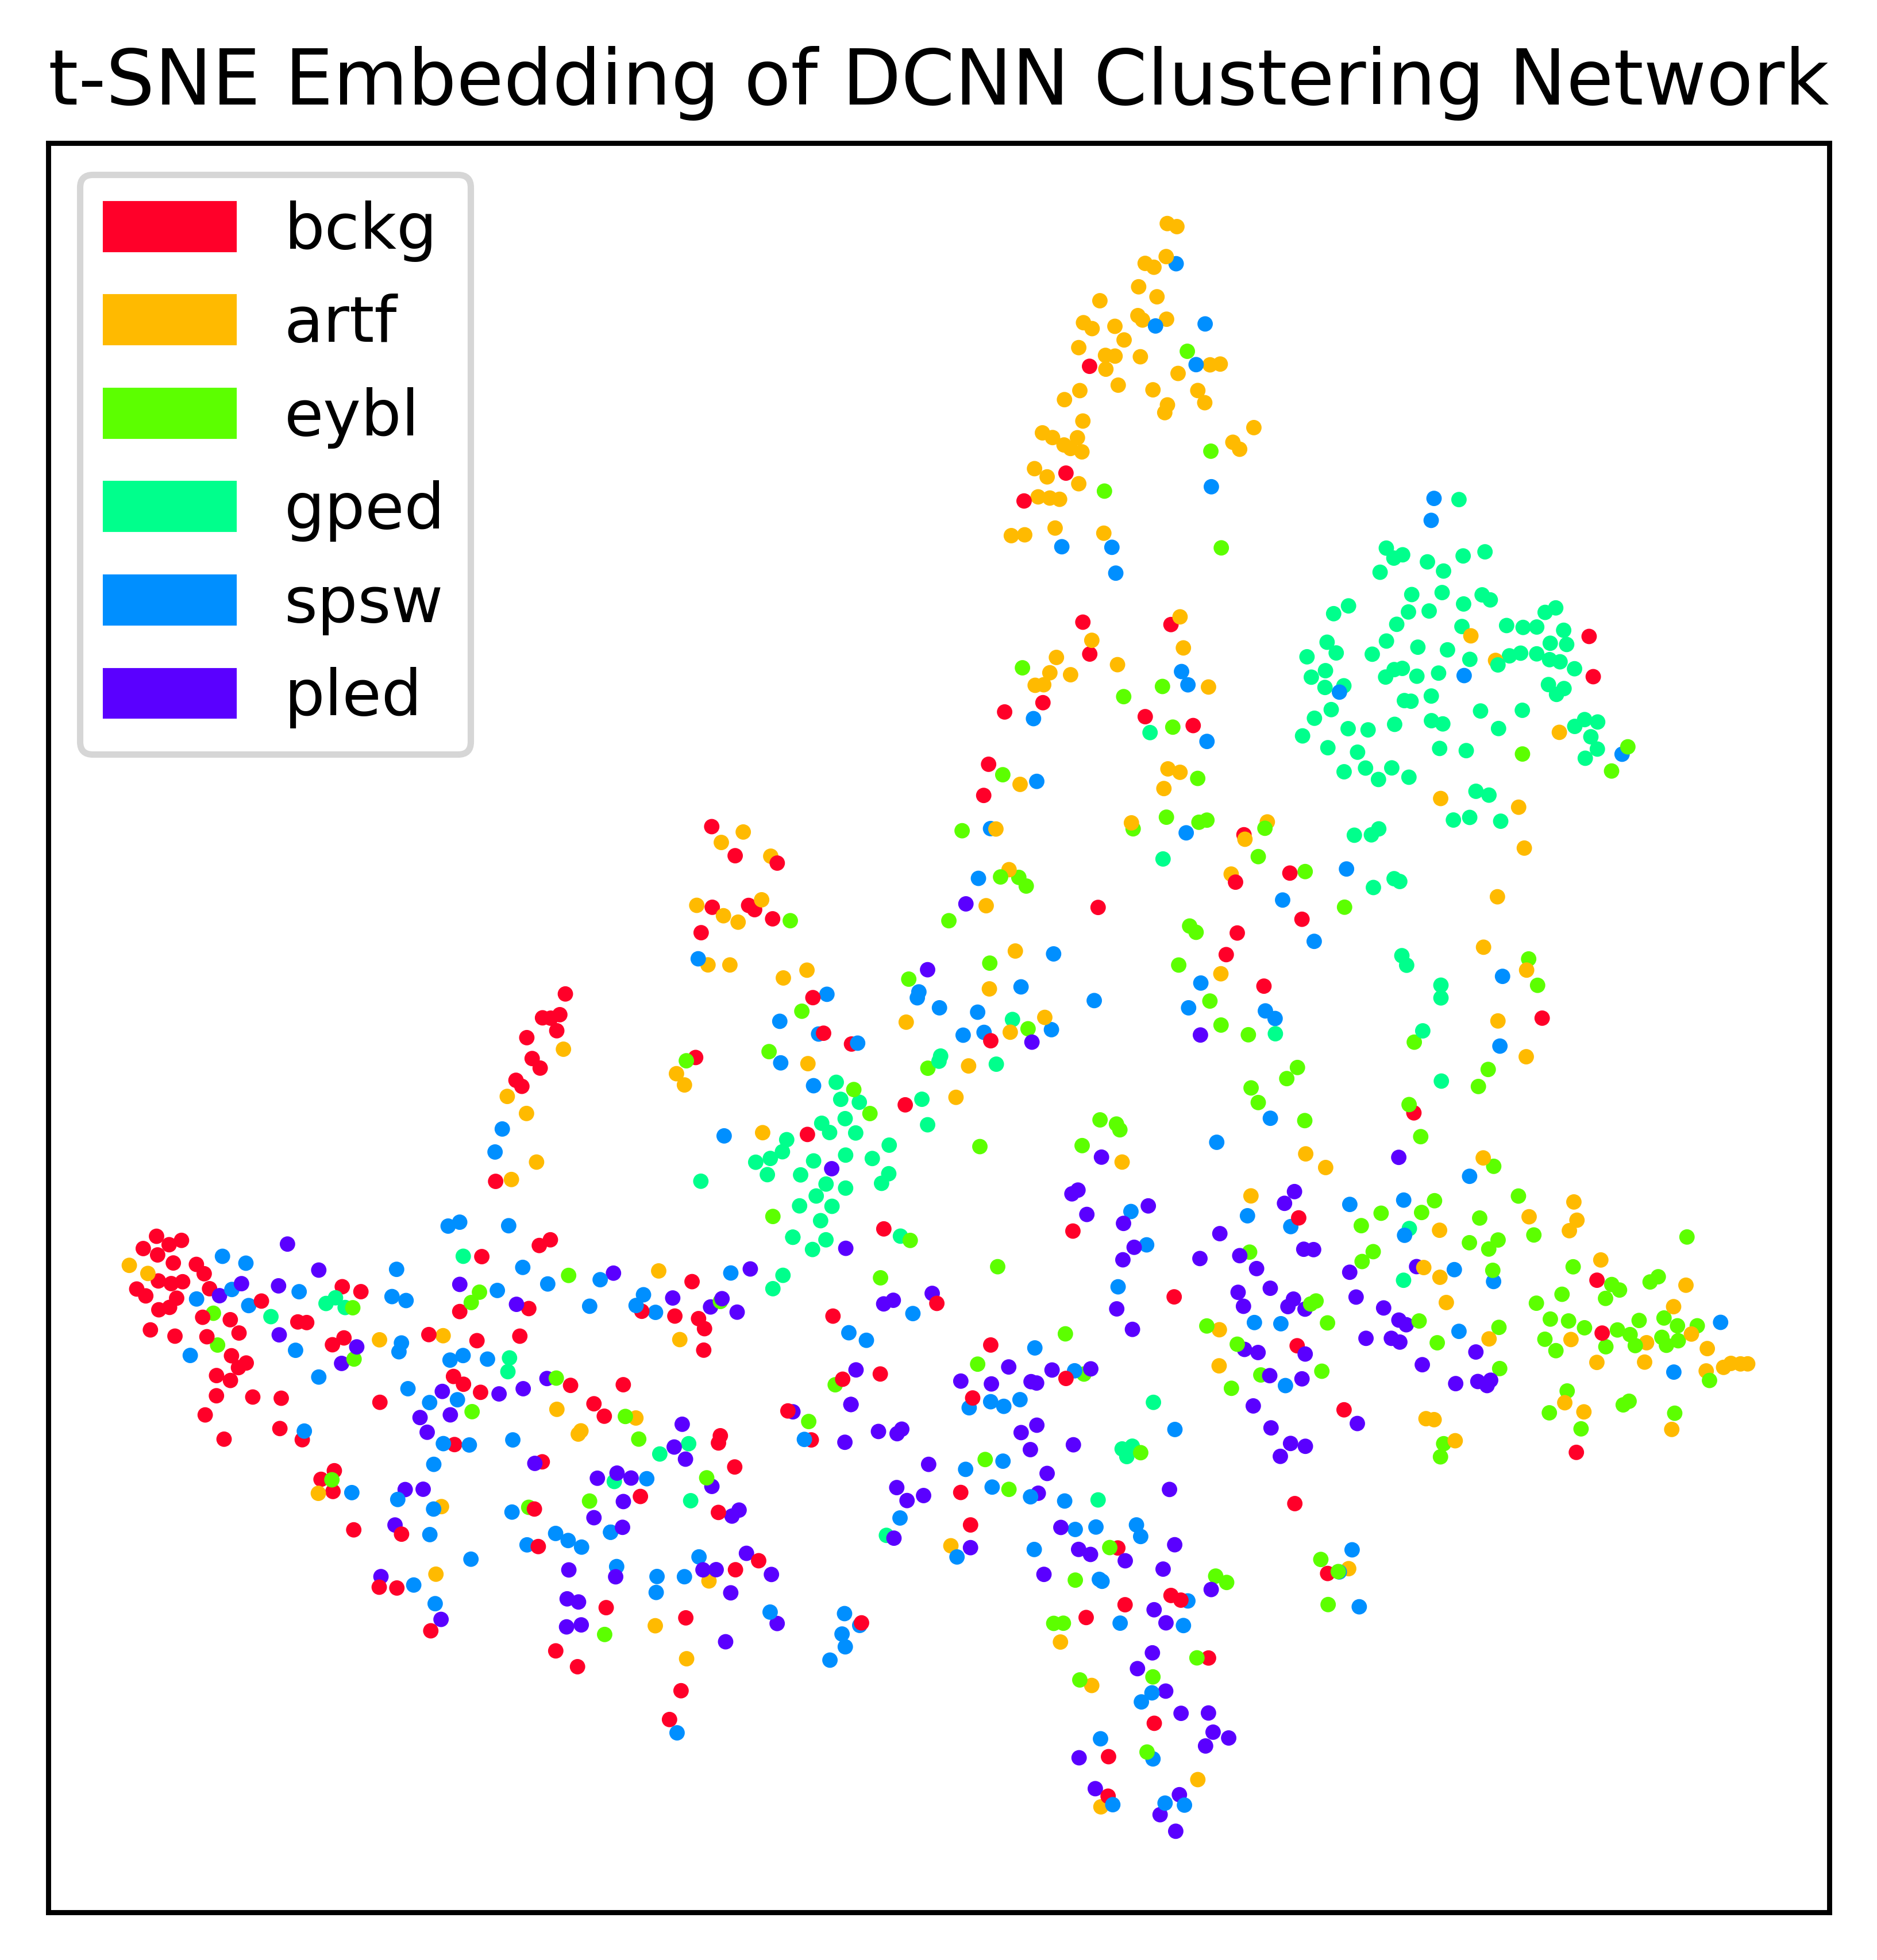 t-SNE Embedding of DCNN Clustering Network
bckg
artf
eybl
gped
spsw
pled